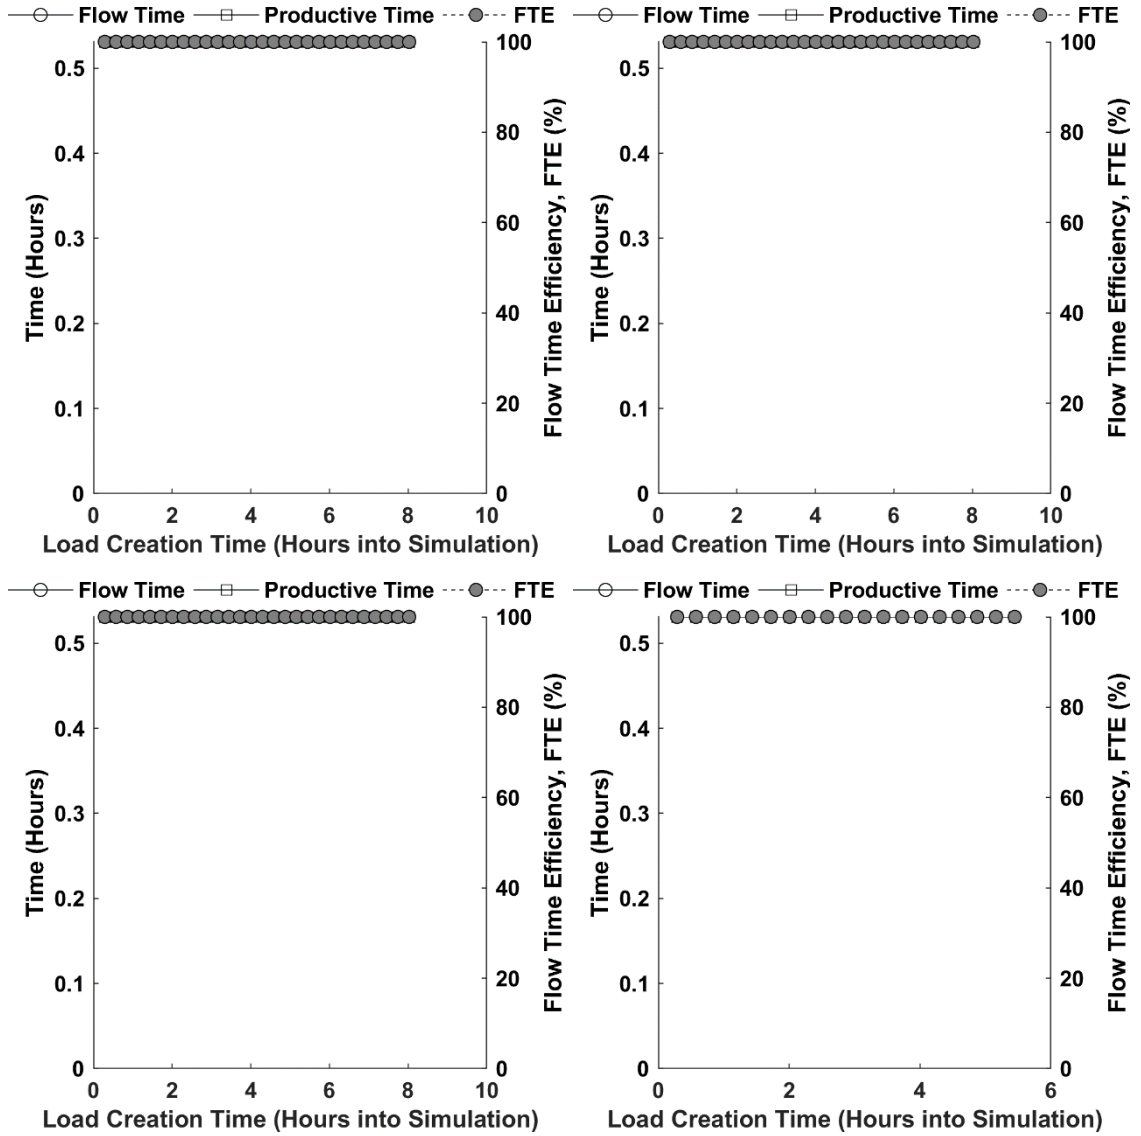 Flow Time Productive Time FTE
0.5
0.4
0.3
0.2
0.1
0
Time (Hours)
100
80
60
40
20
0
Flow Time Efficiency, FTE (%)
0 2 4 6 8 10
Load Creation Time (Hours into Simulation)
Flow Time Productive Time FTE
0.5
0.4
0.3
0.2
0.1
0
Time (Hours)
100
80
60
40
20
0
Flow Time Efficiency, FTE (%)
0 2 4 6 8 10
Load Creation Time (Hours into Simulation)
Flow Time Productive Time FTE
0.5
0.4
0.3
0.2
0.1
0
Time (Hours)
100
80
60
40
20
0
Flow Time Efficiency, FTE (%)
0 2 4 6 8 10
Load Creation Time (Hours into Simulation)
Flow Time Productive Time FTE
0.5
0.4
0.3
0.2
0.1
0
Time (Hours)
100
80
60
40
20
0
Flow Time Efficiency, FTE (%)
0 2 4 6
Load Creation Time (Hours into Simulation)